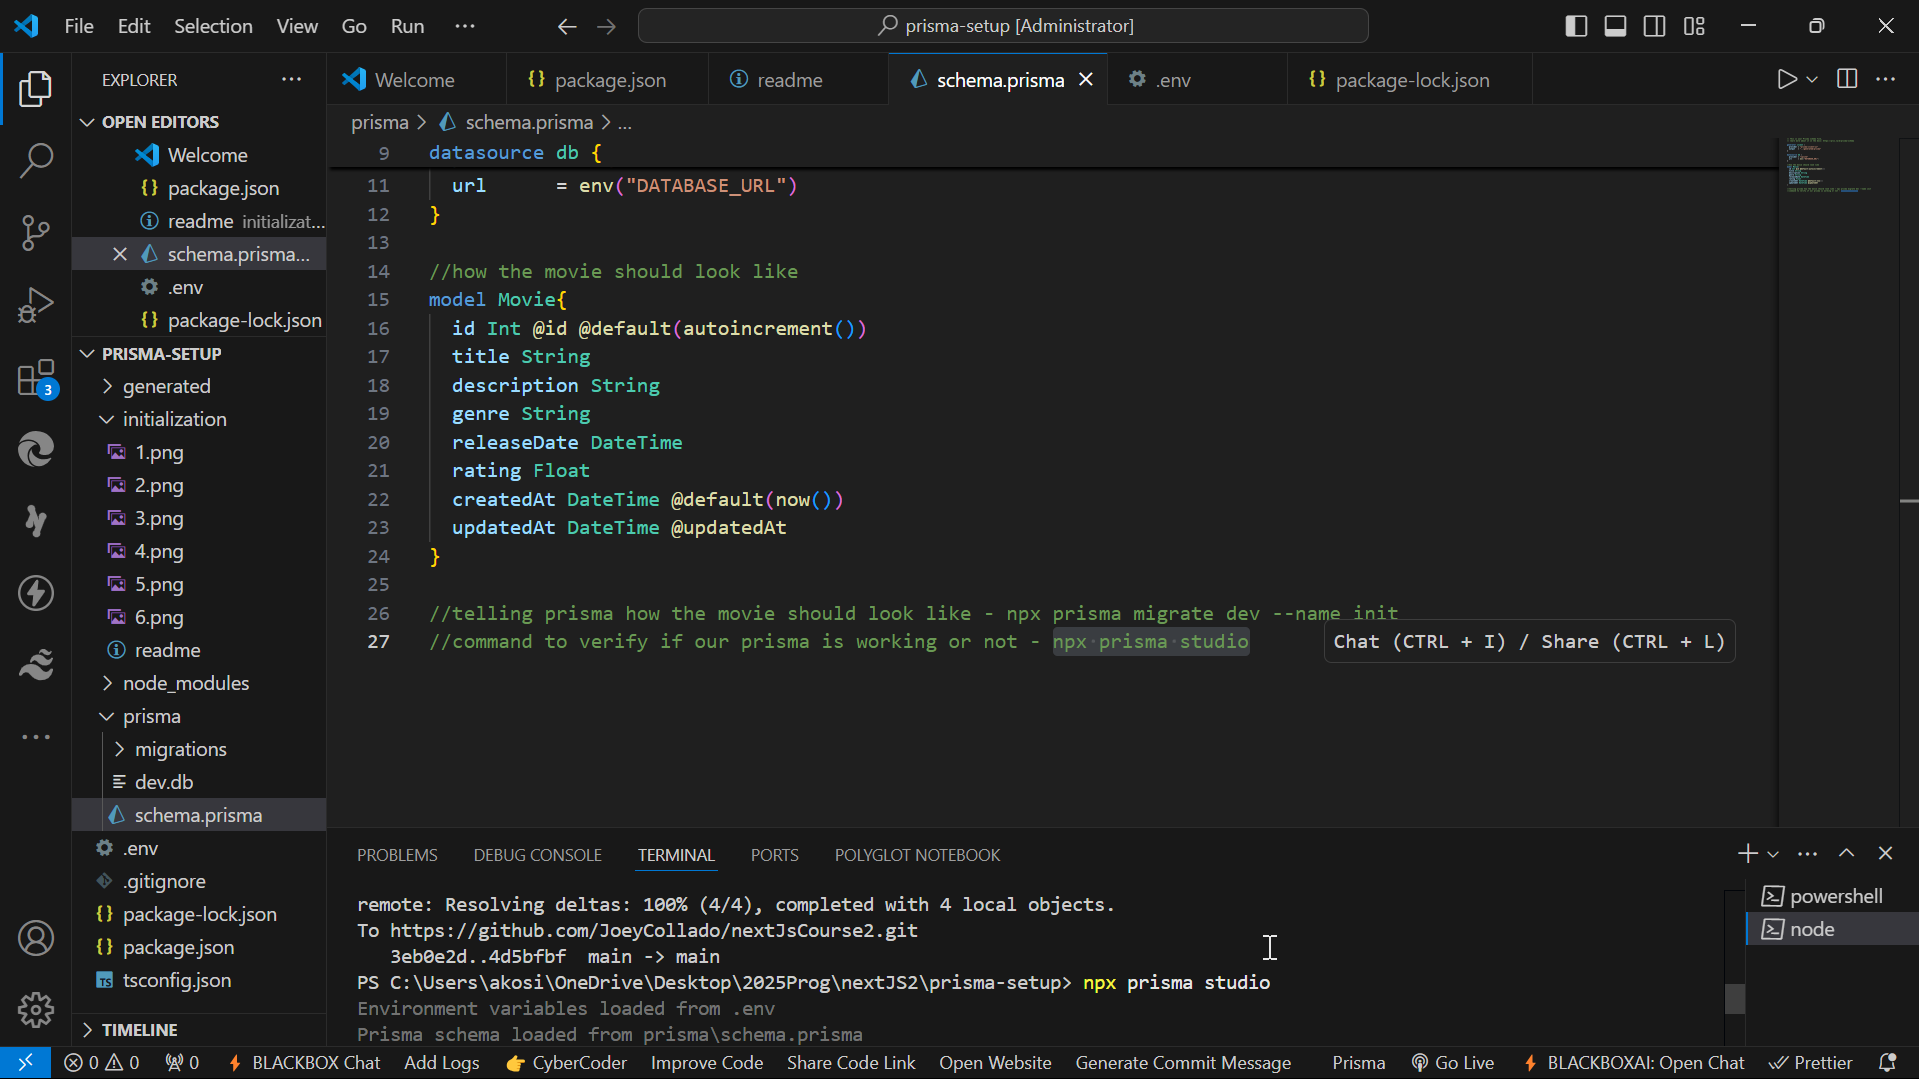 File Edit Selection View Go Run ···
prisma-setup [Administrator]
EXPLORER
OPEN EDITORS
Welcome
package.json
readme initializat...
schema.prisma...
.env
package-lock.json
PRISMA-SETUP
generated
initialization
1.png
2.png
3.png
4.png
5.png
6.png
readme
node_modules
prisma
migrations
dev.db
schema.prisma
.env
.gitignore
package-lock.json
package.json
tsconfig.json
TIMELINE
3
Welcome package.json readme schema.prisma .env package-lock.json
prisma > schema.prisma > ...
9 datasource db {
11 url = env("DATABASE_URL")
12 }
13
14 //how the movie should look like
15 model Movie{
16 id Int @id @default(autoincrement())
17 title String
18 description String
19 genre String
20 releaseDate DateTime
21 rating Float
22 createdAt DateTime @default(now())
23 updatedAt DateTime @updatedAt
24 }
25
26 //telling prisma how the movie should look like - npx prisma migrate dev --name init
27 //command to verify if our prisma is working or not - npx prisma studio
Chat (CTRL + I) / Share (CTRL + L)
PROBLEMS DEBUG CONSOLE TERMINAL PORTS POLYGLOT NOTEBOOK
remote: Resolving deltas: 100% (4/4), completed with 4 local objects.
To https://github.com/JoeyCollado/nextJsCourse2.git
3eb0e2d..4d5bfbf main -> main
PS C:\Users\akosi\OneDrive\Desktop\2025Prog\nextJS2\prisma-setup> npx prisma studio
Environment variables loaded from .env
Prisma schema loaded from prisma\schema.prisma
powershell
node
0 0 0 BLACKBOX Chat Add Logs CyberCoder Improve Code Share Code Link Open Website Generate Commit Message Prisma Go Live BLACKBOXAI: Open Chat Prettier